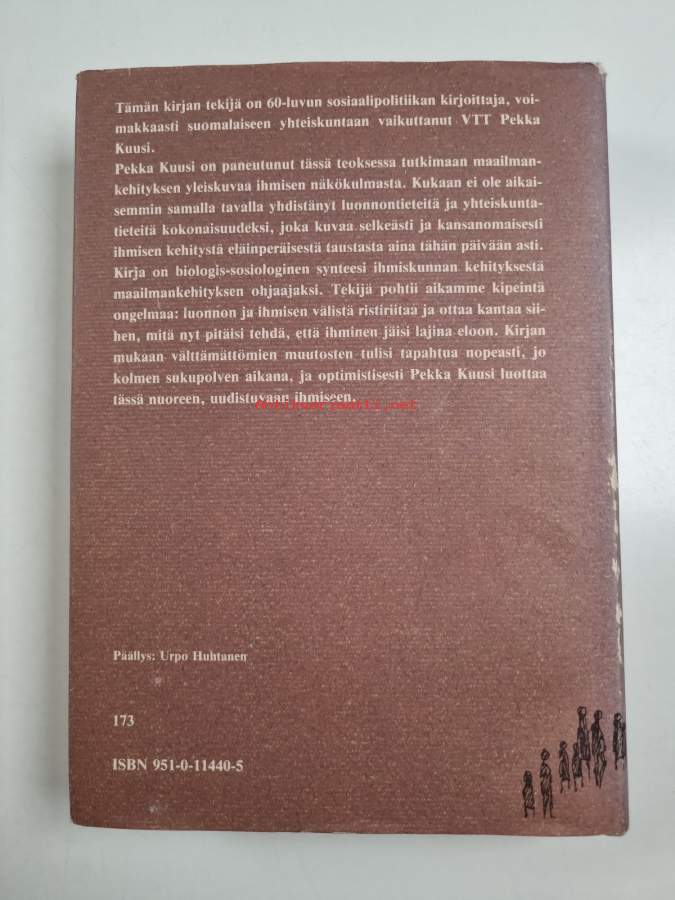 Tämän kirjan tekijä on 60-luvun sosiaalipolitiikan kirjoittaja, voi-
makkaasti suomalaiseen yhteiskuntaan vaikuttanut VTT Pekka
Kuusi.
Pekka Kuusi on paneutunut tässä teoksessa tutkimaan maailman-
kehityksen yleiskuvaa ihmisen näkökulmasta. Kukaan ei ole aikai-
semmin samalla tavalla yhdistänyt luonnontieteitä ja yhteiskunta-
tieteitä kokonaisuudeksi, joka kuvaa selkeästi ja kansanomaisesti
ihmisen kehitystä eläinperäisestä taustasta aina tähän päivään asti.
Kirja on biologis-sosiologinen synteesi ihmiskunnan kehityksestä
maailmankehityksen ohjaajaksi. Tekijä pohtii aikamme kipeintä
ongelmaa: luonnon ja ihmisen välistä ristiriitaa ja ottaa kantaa sii-
hen, mitä nyt pitäisi tehdä, että ihminen jäisi lajina eloon. Kirjan
mukaan välttämättömien muutosten tulisi tapahtua nopeasti, jo
kolmen sukupolven aikana, ja optimistisesti Pekka Kuusi luottaa
tässä nuoreen, uudistuvaan ihmiseen.
Päällys: Urpo Huhtanen
173
ISBN 951-0-11440-5